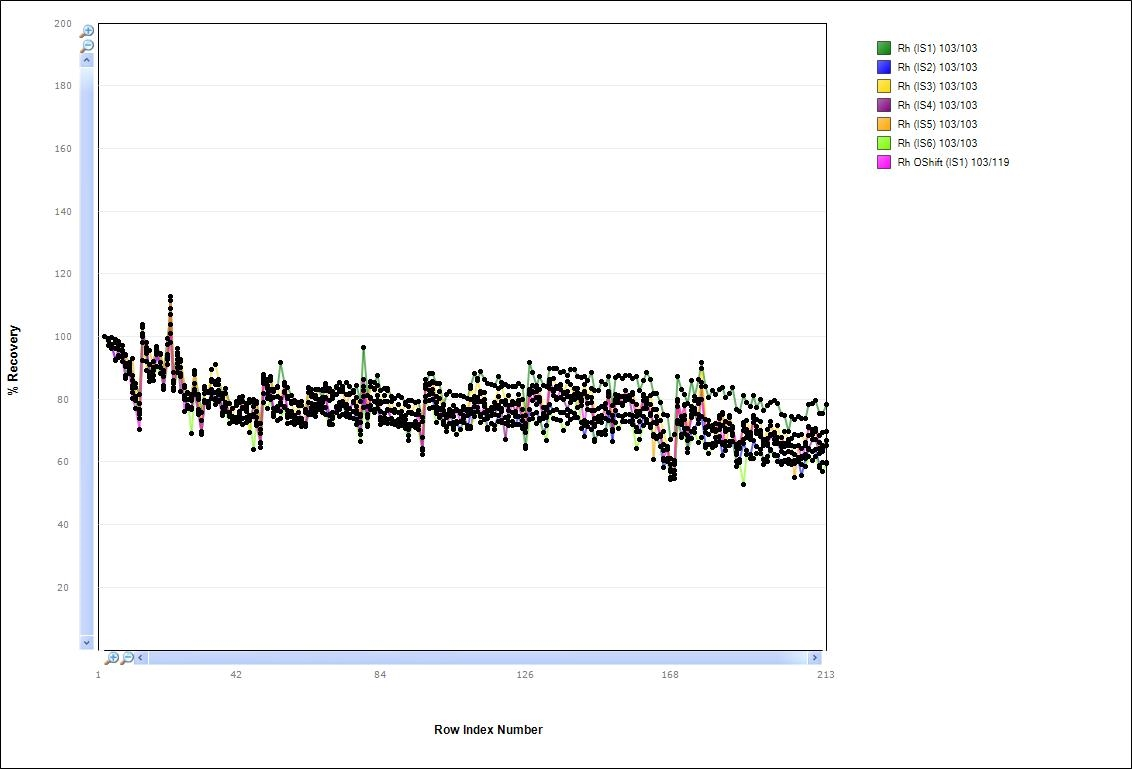 200
180
160
140
120
100
80
60
40
20
% Recovery
1 42 84 126 168 213
Row Index Number
Rh (IS1) 103/103
Rh (IS2) 103/103
Rh (IS3) 103/103
Rh (IS4) 103/103
Rh (IS5) 103/103
Rh (IS6) 103/103
Rh OShift (IS1) 103/119